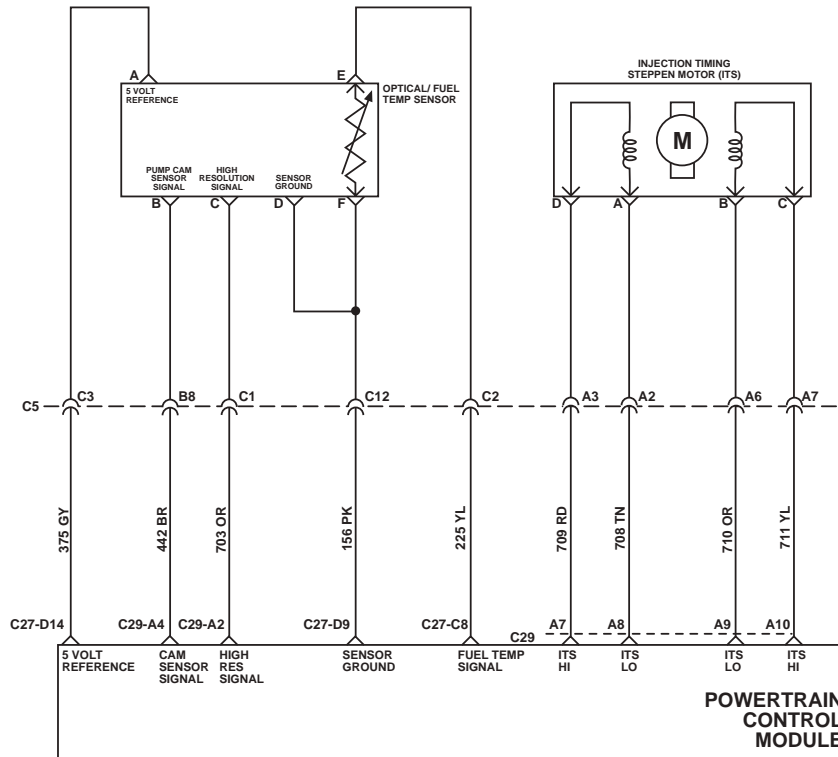 INJECTION TIMING
STEPPEN MOTOR (ITS)
A
E
5 VOLT
REFERENCE
OPTICAL/ FUEL
TEMP SENSOR
M
PUMP CAM
SENSOR
SIGNAL
HIGH
RESOLUTION
SIGNAL
SENSOR
GROUND
B
C
D
F
D
A
B
C
C5
C3
B8
C1
C12
C2
A3
A2
A6
A7
375 GY
442 BR
703 OR
156 PK
225 YL
709 RD
708 TN
710 OR
711 YL
C27-D14
C29-A4
C29-A2
C27-D9
C27-C8
C29
A7
A8
A9
A10
5 VOLT
REFERENCE
CAM
SENSOR
SIGNAL
HIGH
RES
SIGNAL
SENSOR
GROUND
FUEL TEMP
SIGNAL
ITS
HI
ITS
LO
ITS
LO
ITS
HI
POWERTRAIN
CONTROL
MODULE